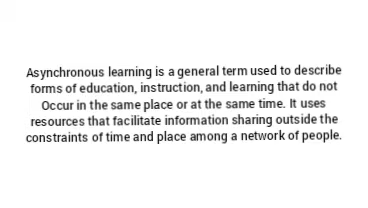 Asynchronous learning is a general term used to describe
forms of education, instruction, and learning that do not
Occur in the same place or at the same time. It uses
resources that facilitate information sharing outside the
constraints of time and place among a network of people.